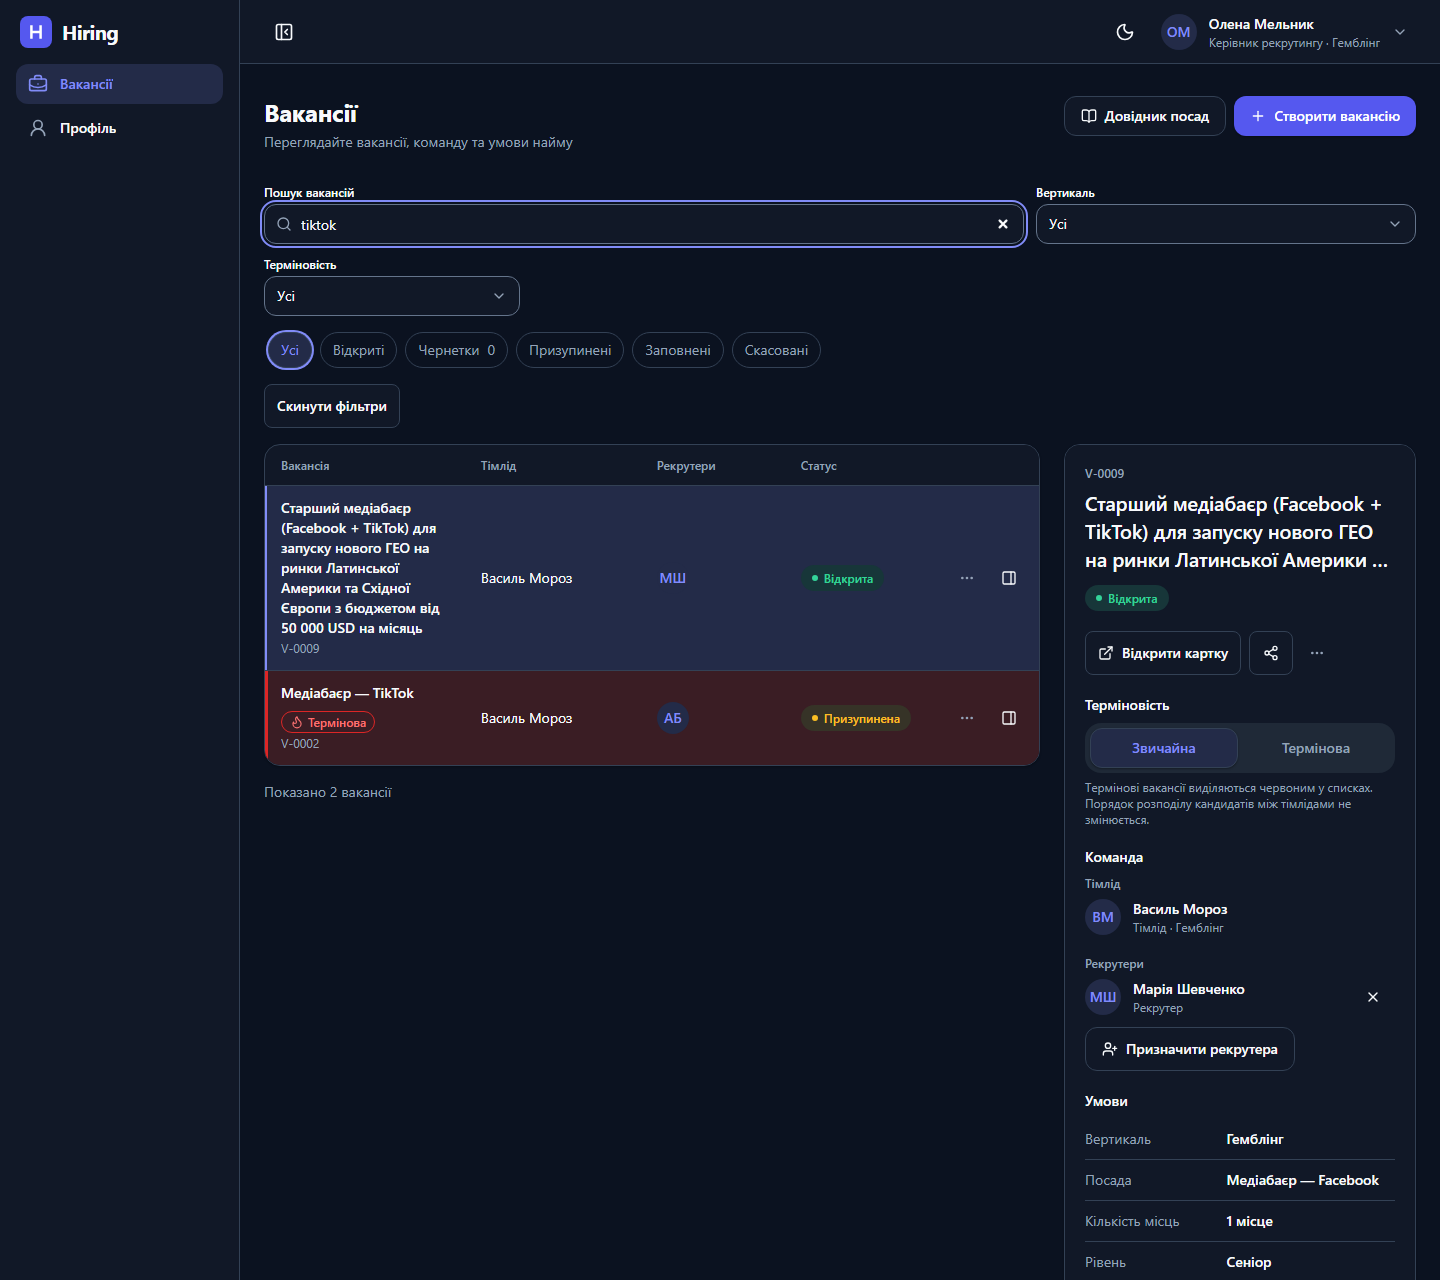 H Hiring
Вакансії
Профіль
ОМ
Олена Мельник
Керівник рекрутингу · Гемблінг
Вакансії
Переглядайте вакансії, команду та умови найму
Довідник посад
Створити вакансію
Пошук вакансій
tiktok
Вертикаль
Усі
Терміновість
Усі
Усі
Відкриті
Чернетки 0
Призупинені
Заповнені
Скасовані
Скинути фільтри
Вакансія
Тімлід
Рекрутери
Статус
Старший медіабаєр
(Facebook + TikTok) для
запуску нового ГЕО на
ринки Латинської
Америки та Східної
Європи з бюджетом від
50 000 USD на місяць
V-0009
Василь Мороз
МШ
Відкрита
Медіабаєр — TikTok
Термінова
V-0002
Василь Мороз
АБ
Призупинена
Показано 2 вакансії
V-0009
Старший медіабаєр (Facebook +
TikTok) для запуску нового ГЕО
на ринки Латинської Америки ...
Відкрита
Відкрити картку
Терміновість
Звичайна
Термінова
Термінові вакансії виділяються червоним у списках.
Порядок розподілу кандидатів між тімлідами не
змінюється.
Команда
Тімлід
ВМ
Василь Мороз
Тімлід · Гемблінг
Рекрутери
МШ
Марія Шевченко
Рекрутер
Призначити рекрутера
Умови
Вертикаль
Гемблінг
Посада
Медіабаєр — Facebook
Кількість місць
1 місце
Рівень
Сеніор